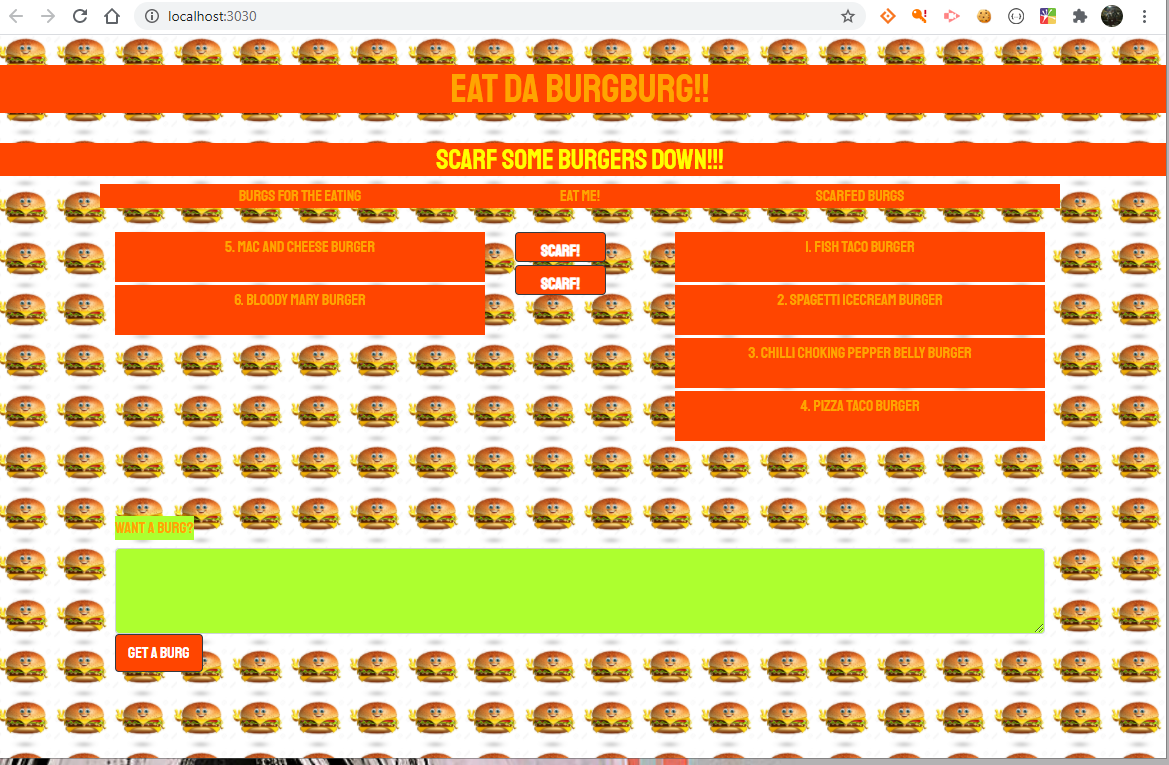 localhost:3030
EAT DA BURGBURG!!
SCARF SOME BURGERS DOWN!!!
BURGS FOR THE EATING EAT ME! SCARFED BURGS
5. MAC AND CHEESE BURGER
6. BLOODY MARY BURGER
SCARF!
SCARF!
1. FISH TACO BURGER
2. SPAGETTI ICECREAM BURGER
3. CHILLI CHOKING PEPPER BELLY BURGER
4. PIZZA TACO BURGER
WANT A BURG?
GET A BURG